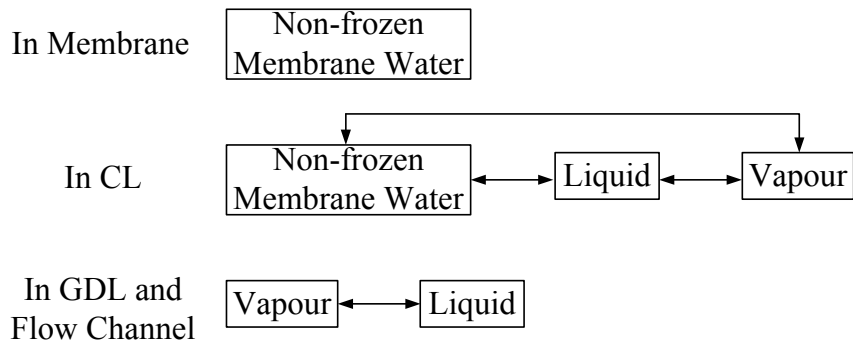 In Membrane
Non-frozen
Membrane Water
In CL
Non-frozen
Membrane Water
Liquid
Vapour
In GDL and
Flow Channel
Vapour
Liquid